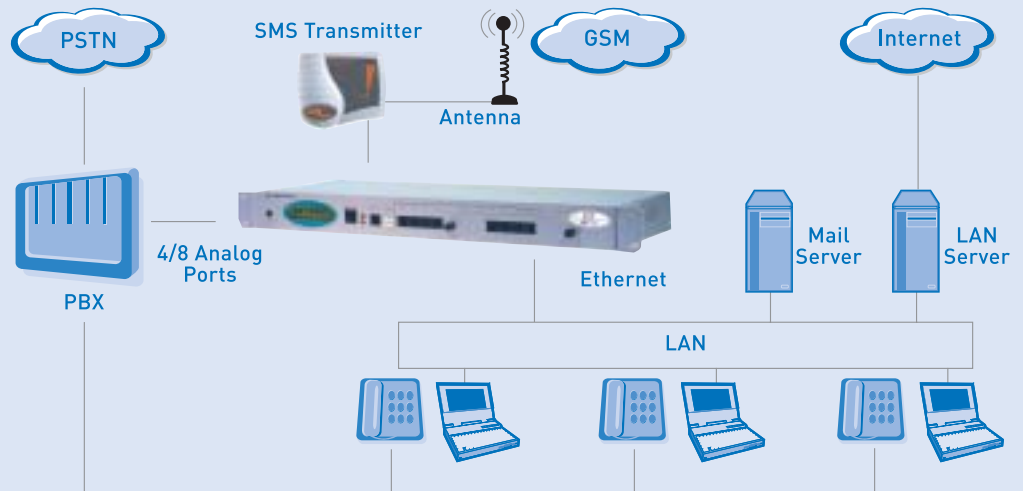 PSTN
SMS Transmitter
GSM
Internet
Antenna
4/8 Analog
Ports
PBX
Ethernet
Mail
Server
LAN
Server
LAN